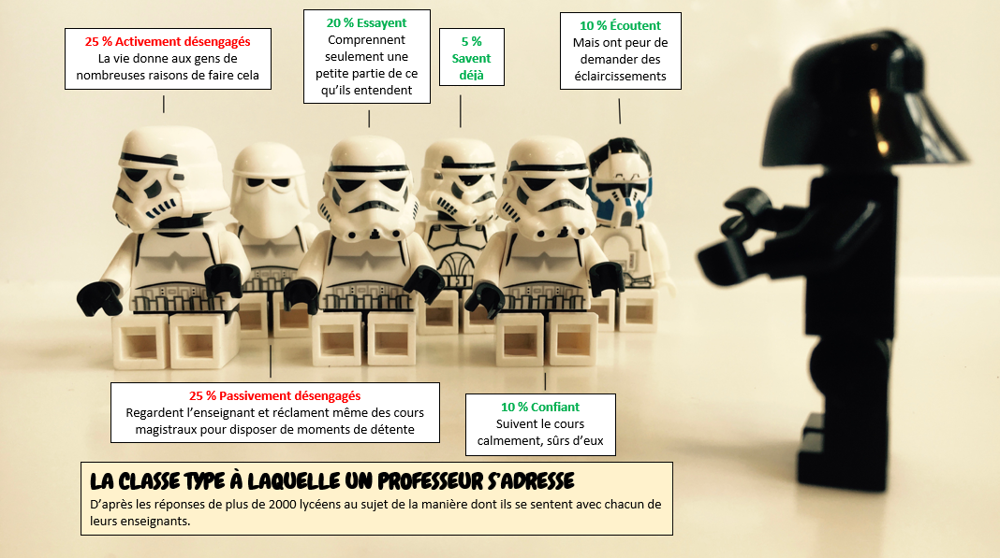 25 % Activement désengagés
La vie donne aux gens de
nombreuses raisons de faire cela
20 % Essayent
Comprennent
seulement une
petite partie de ce
qu'ils entendent
5 %
Savent
déjà
10 % Écoutent
Mais ont peur de
demander des
éclaircissements
25 % Passivement désengagés
Regardent l'enseignant et réclament même des cours
magistraux pour disposer de moments de détente
10 % Confiant
Suivent le cours
calmement, sûrs d'eux
LA CLASSE TYPE À LAQUELLE UN PROFESSEUR S'ADRESSE
D'après les réponses de plus de 2000 lycéens au sujet de la manière dont ils se sentent avec chacun de
leurs enseignants.